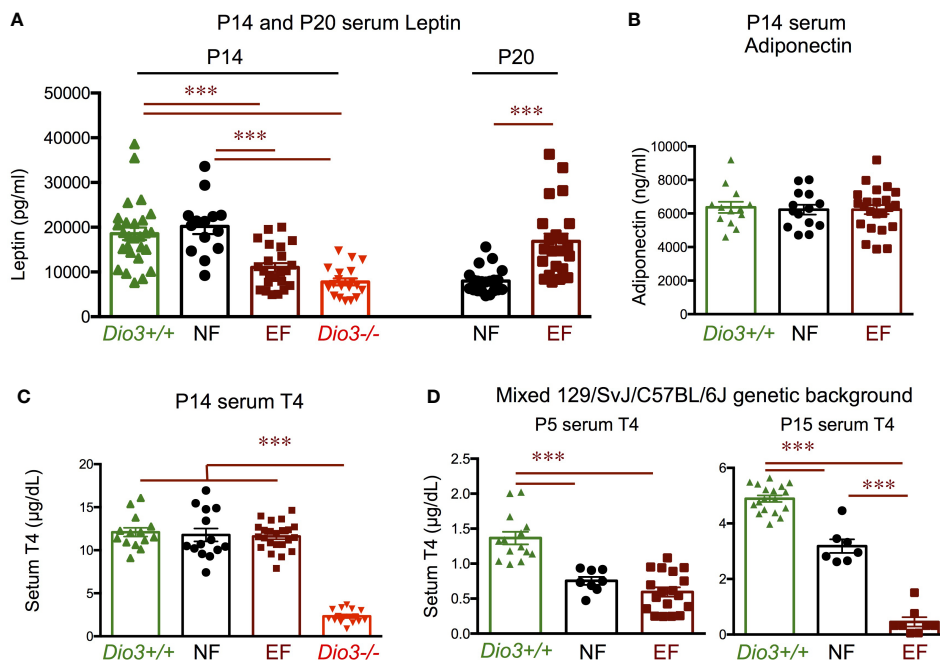 A
P14 and P20 serum Leptin
P14
P20
***
***
***
Leptin (pg/ml)
50000
40000
30000
20000
10000
0
Dio3+/+ NF EF Dio3-/- NF EF
B
P14 serum
Adiponectin
Adiponectin (ng/ml)
10000
8000
6000
4000
2000
0
Dio3+/+ NF EF
C
P14 serum T4
***
Setum T4 (µg/dL)
20
15
10
5
0
Dio3+/+ NF EF Dio3-/-
D
Mixed 129/SvJ/C57BL/6J genetic background
P5 serum T4
***
Setum T4 (µg/dL)
2.5
2.0
1.5
1.0
0.5
0.0
Dio3+/+ NF EF
P15 serum T4
***
***
6
4
2
0
Dio3+/+ NF EF